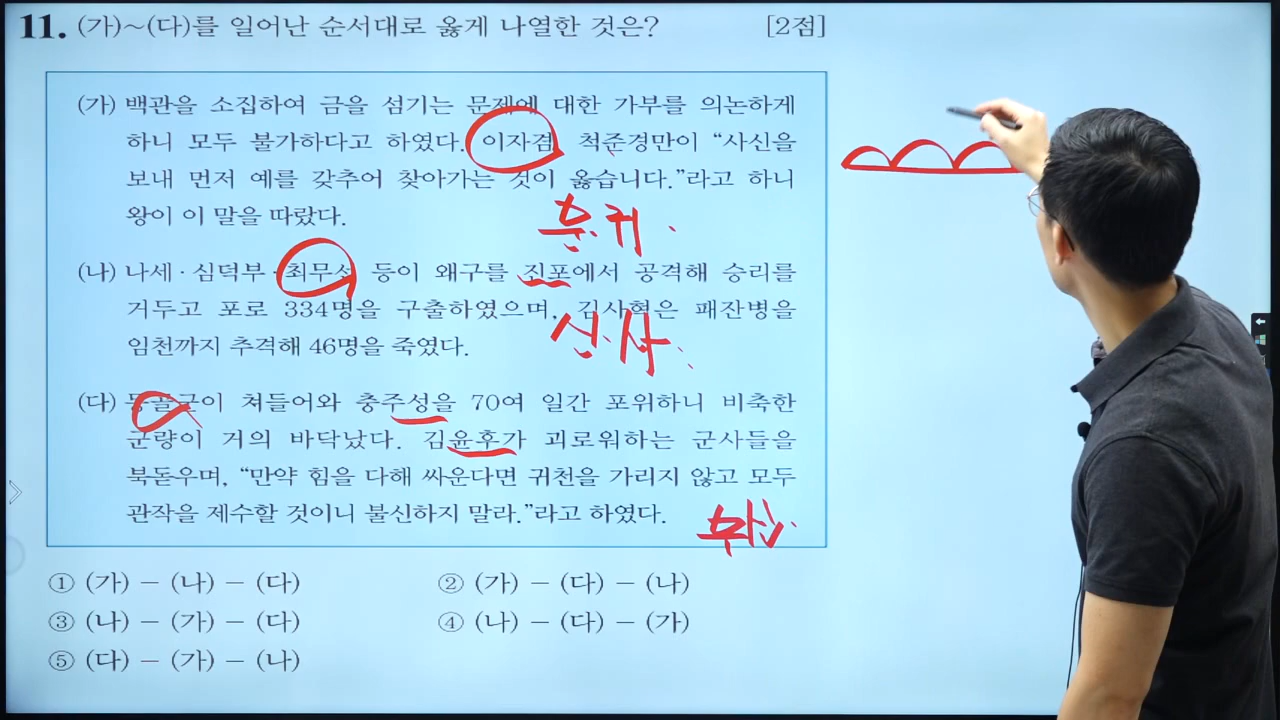 11. (가)~(다)를 일어난 순서대로 옳게 나열한 것은? [2점]
(가) 백관을 소집하여 금을 섬기는 문제에 대한 가부를 의논하게
하니 모두 불가하다고 하였다. 이자겸, 척준경만이 “사신을
보내 먼저 예를 갖추어 찾아가는 것이 옳습니다.”라고 하니
왕이 이 말을 따랐다.
문·귀·
(나) 나세·심덕부·최무선 등이 왜구를 진포에서 공격해 승리를
거두고 포로 334명을 구출하였으며, 김사혁은 패잔병을
임천까지 추격해 46명을 죽였다.
신·사
(다) 몽골군이 쳐들어와 충주성을 70여 일간 포위하니 비축한
군량이 거의 바닥났다. 김윤후가 괴로워하는 군사들을
북돋우며, “만약 힘을 다해 싸운다면 귀천을 가리지 않고 모두
관작을 제수할 것이니 불신하지 말라.”라고 하였다.
무신
① (가) – (나) – (다) ② (가) – (다) – (나)
③ (나) – (가) – (다) ④ (나) – (다) – (가)
⑤ (다) – (가) – (나)